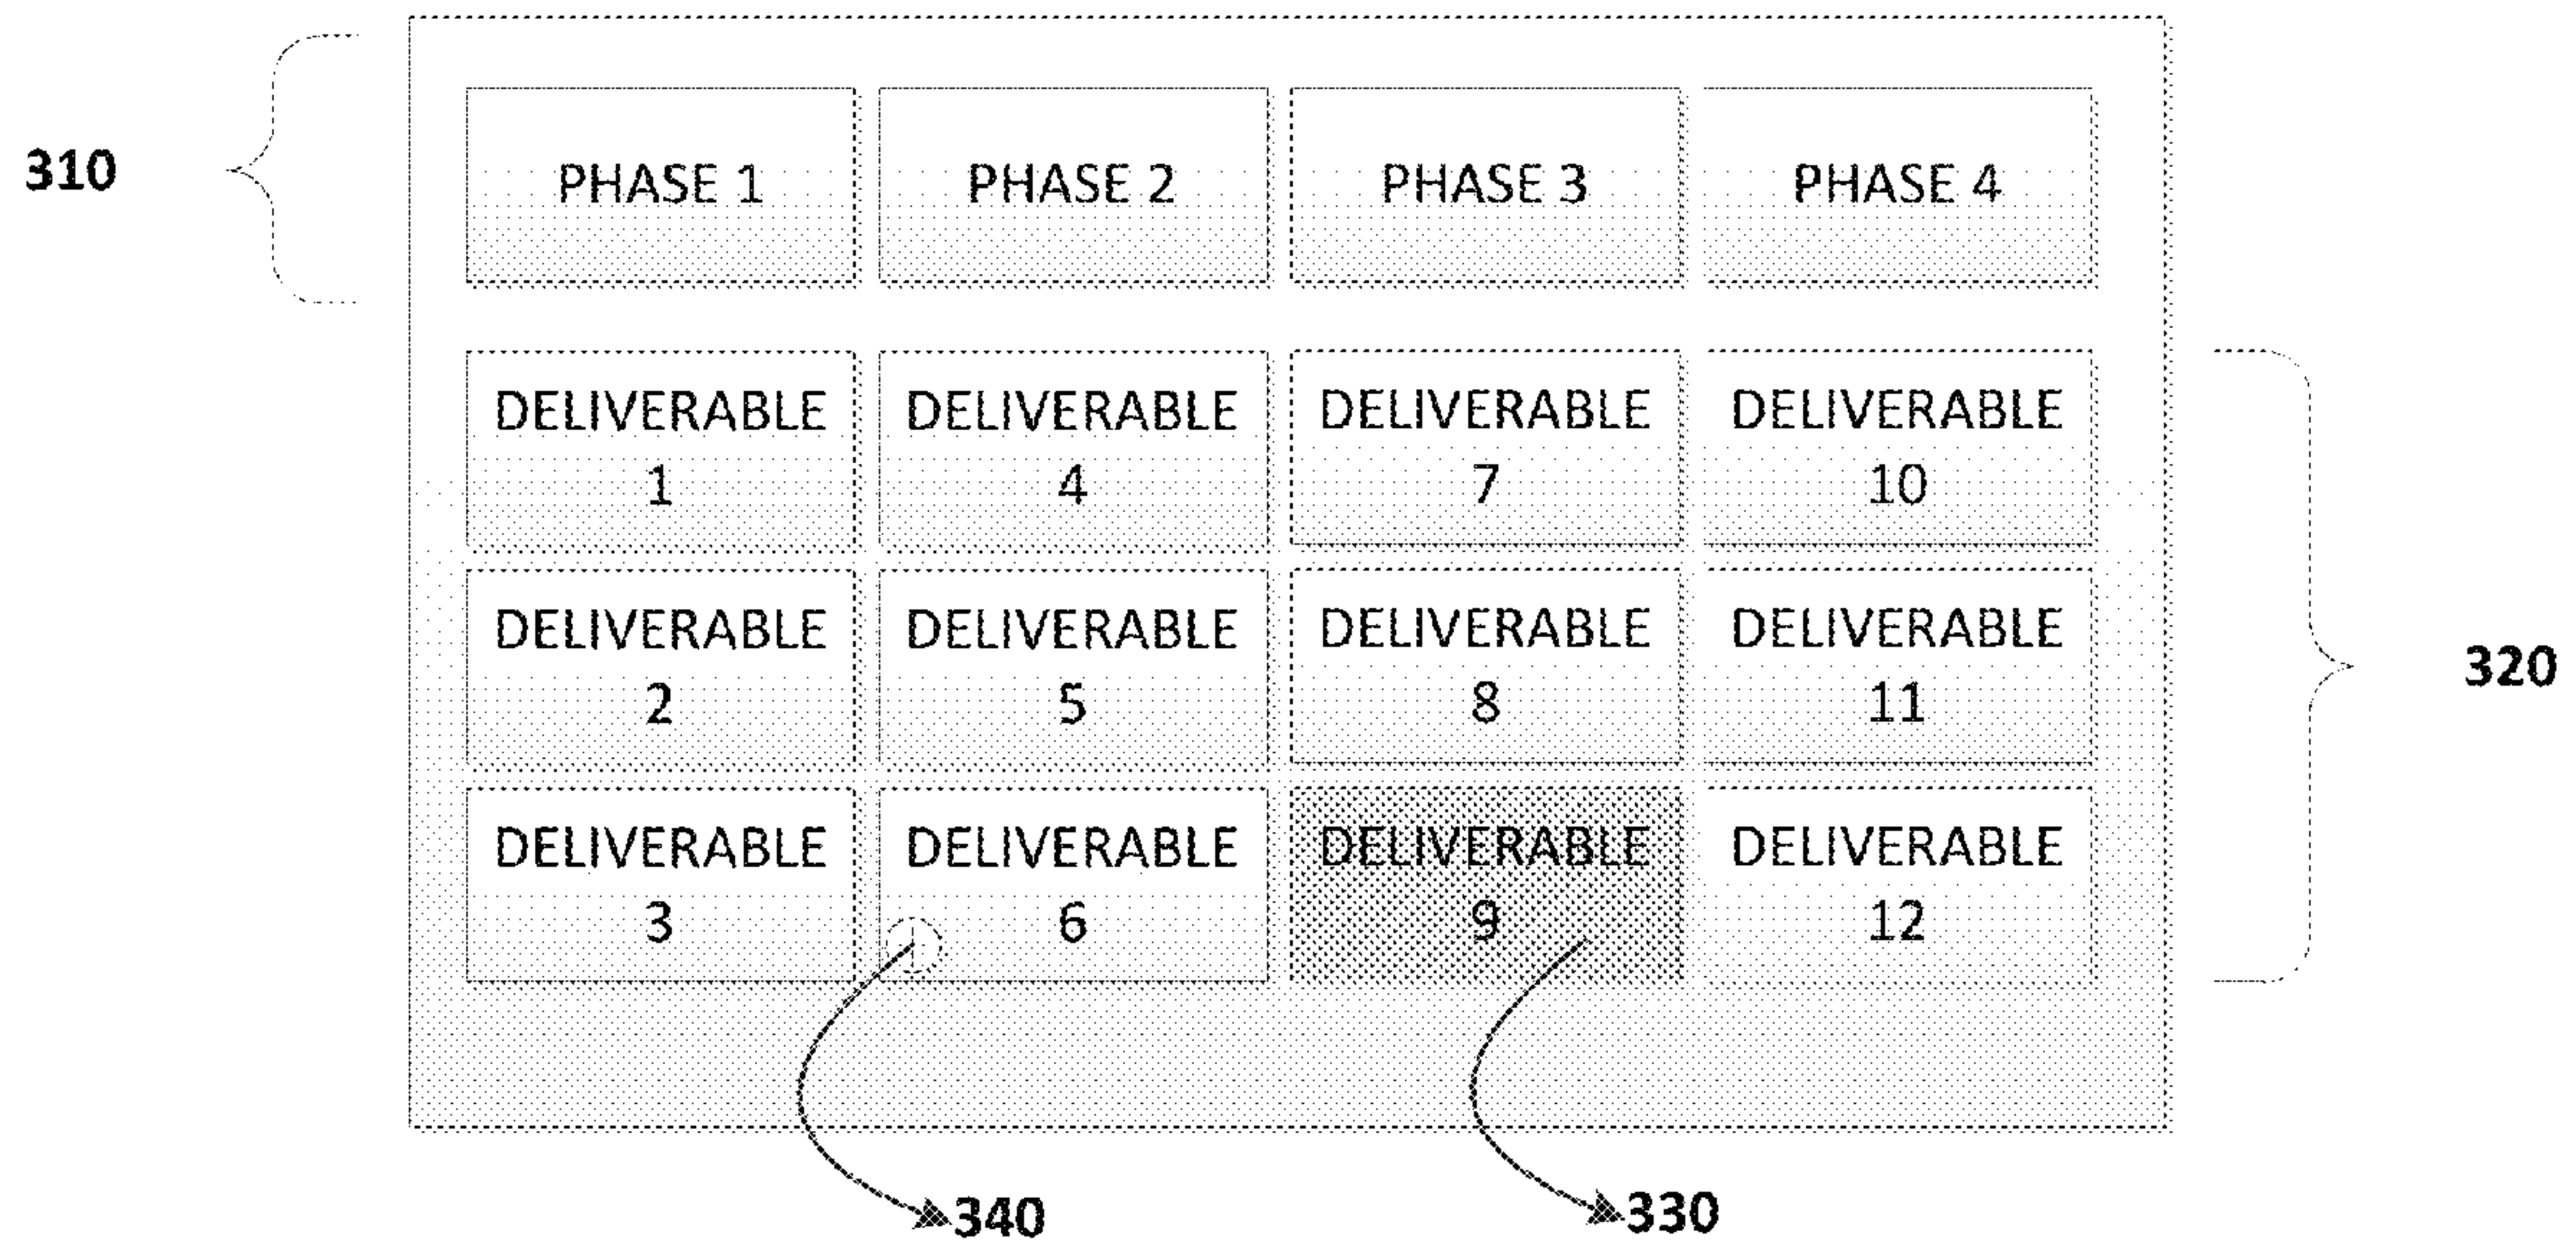 310
PHASE 1
PHASE 2
PHASE 3
PHASE 4
DELIVERABLE
1
DELIVERABLE
4
DELIVERABLE
7
DELIVERABLE
10
DELIVERABLE
2
DELIVERABLE
5
DELIVERABLE
8
DELIVERABLE
11
320
DELIVERABLE
3
DELIVERABLE
6
DELIVERABLE
9
DELIVERABLE
12
340
330